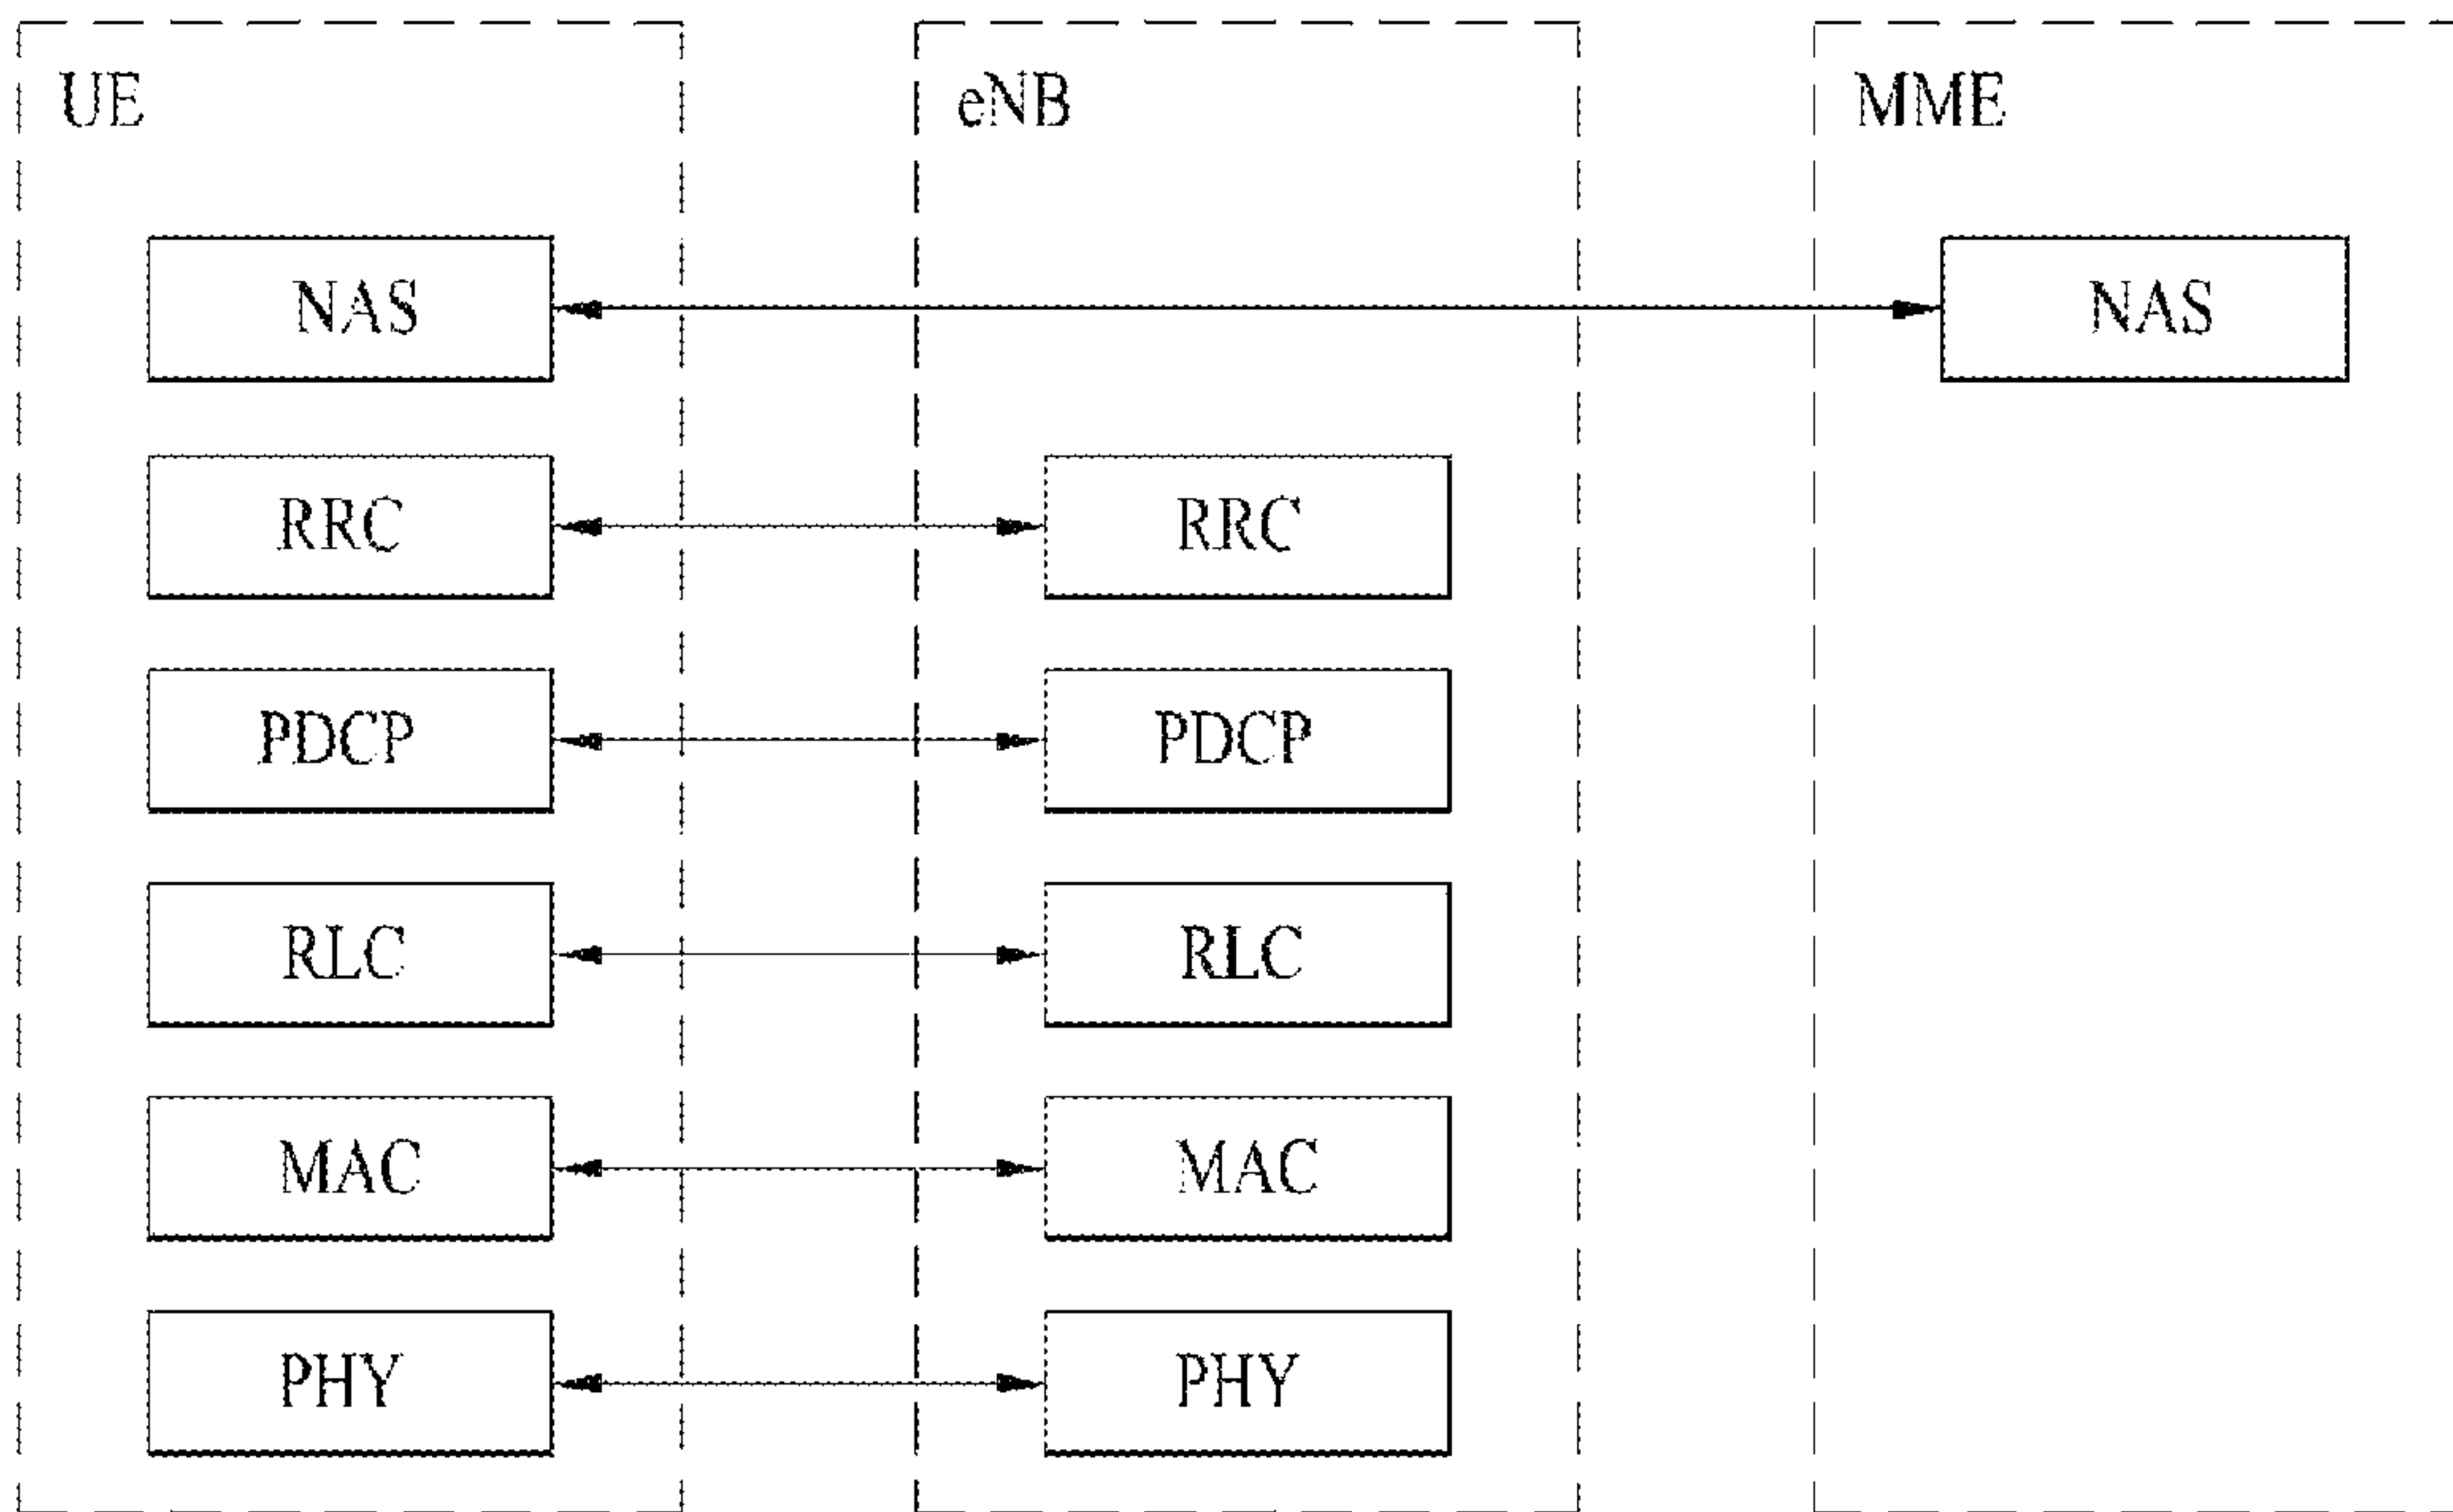 UE
eNB
MME
NAS
NAS
RRC
RRC
PDCP
PDCP
RLC
RLC
MAC
MAC
PHY
PHY